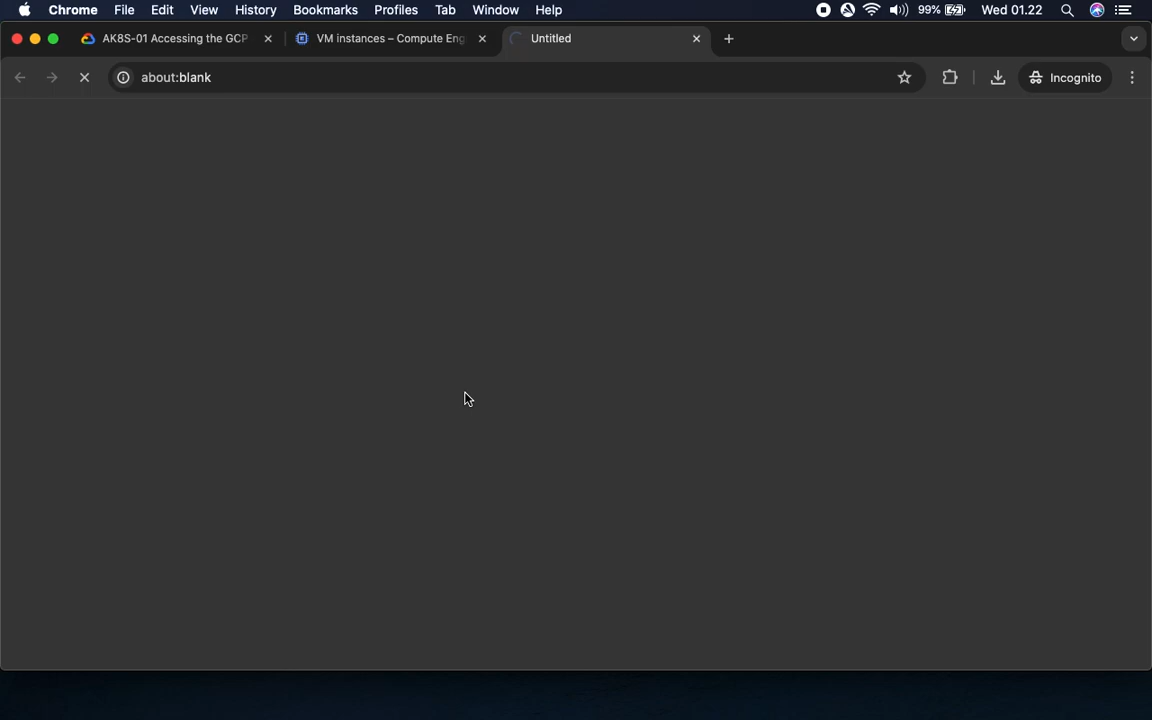 Chrome File Edit View History Bookmarks Profiles Tab Window Help 99% Wed 01.22
AK8S-01 Accessing the GCP VM instances – Compute Eng Untitled
about:blank Incognito